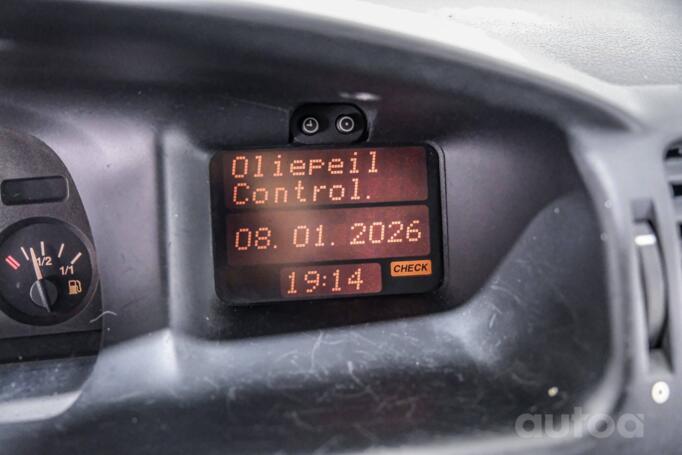 Oliepeil
Control.
08. 01. 2026
19:14
CHECK
1/2
1/1
autoa